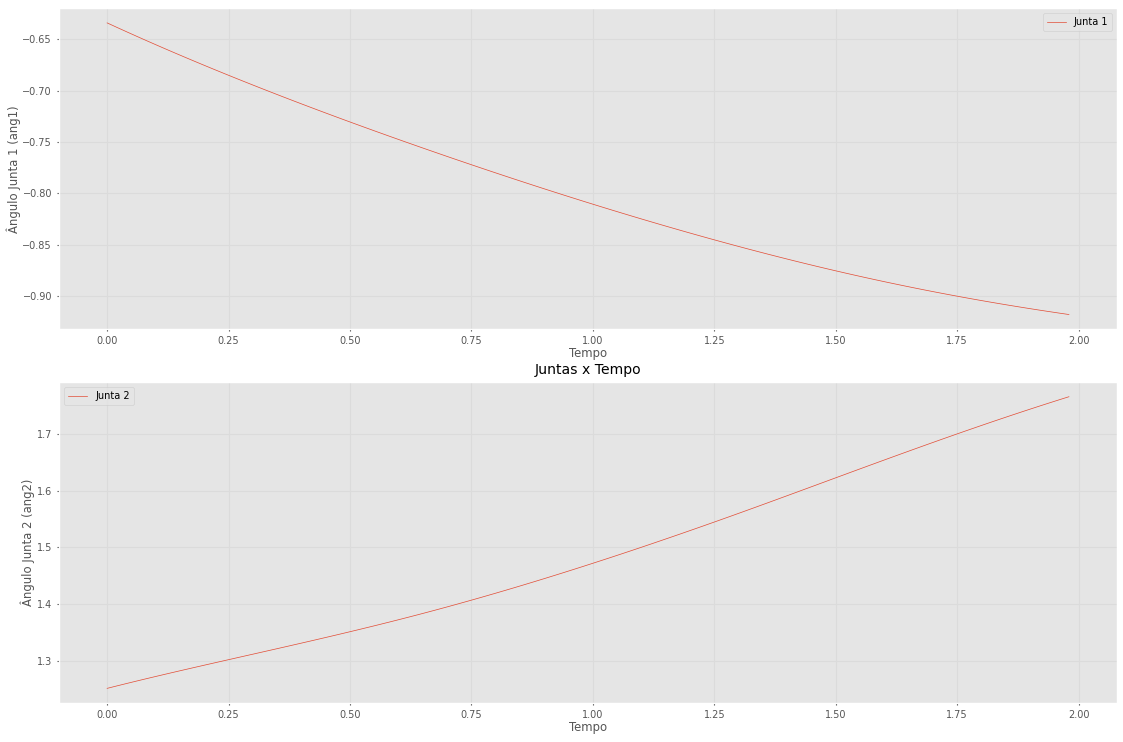 Junta 1
Ângulo Junta 1 (ang1)
−0.65
−0.70
−0.75
−0.80
−0.85
−0.90
0.00 0.25 0.50 0.75 1.00 1.25 1.50 1.75 2.00
Tempo
Juntas x Tempo
Junta 2
Ângulo Junta 2 (ang2)
1.7
1.6
1.5
1.4
1.3
0.00 0.25 0.50 0.75 1.00 1.25 1.50 1.75 2.00
Tempo